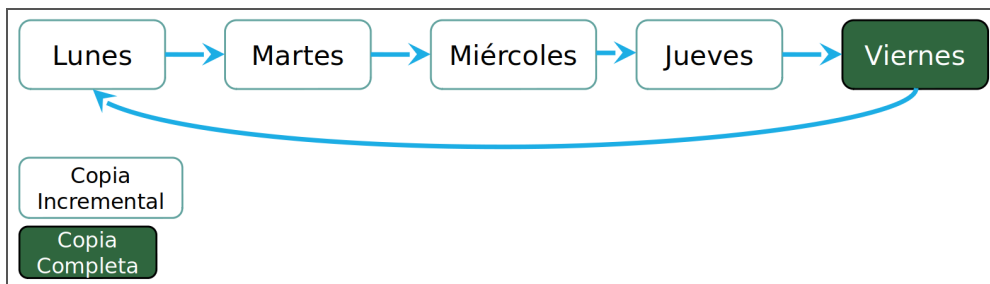 Lunes
Martes
Miércoles
Jueves
Viernes
Copia
Incremental
Copia
Completa